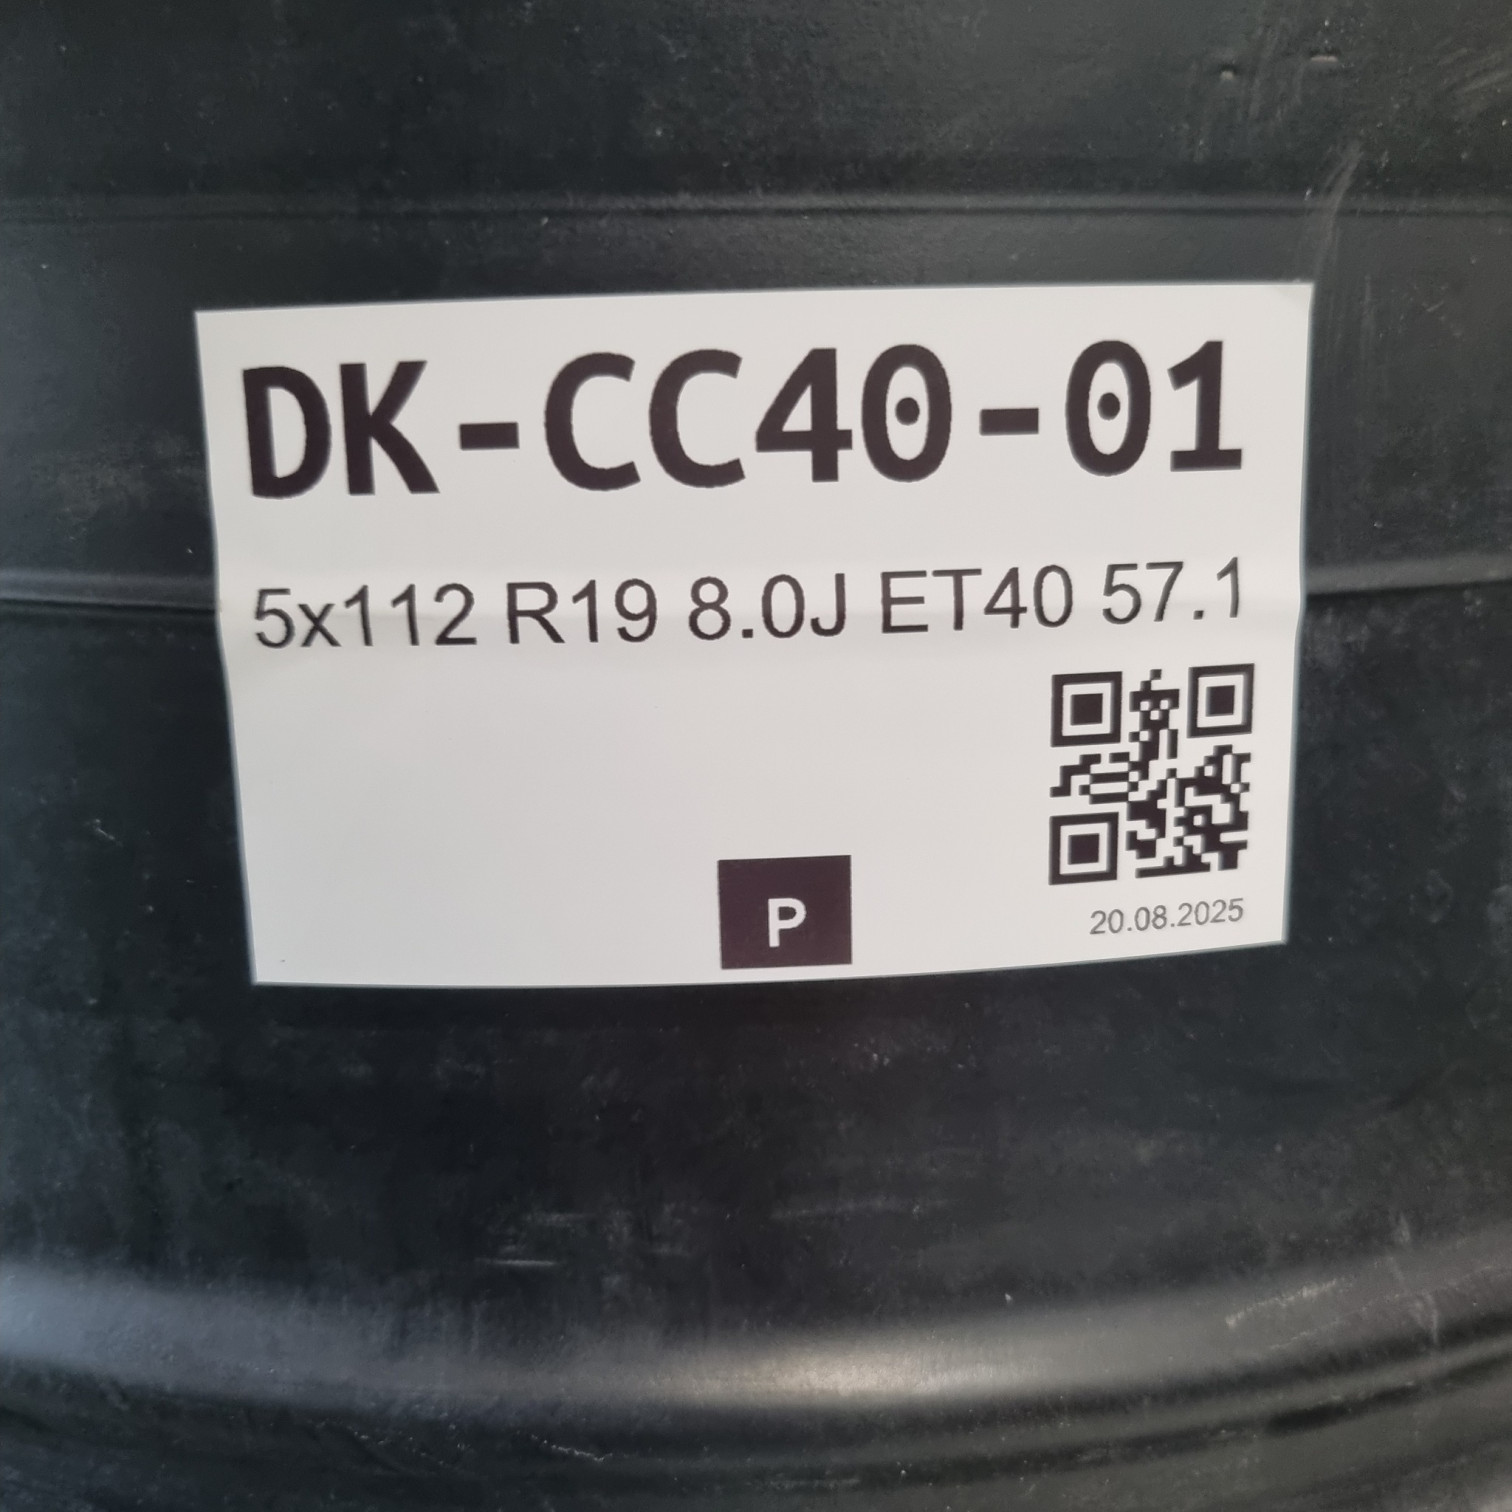 DK-CC40-01
5x112 R19 8.0J ET40 57.1
P
20.08.2025